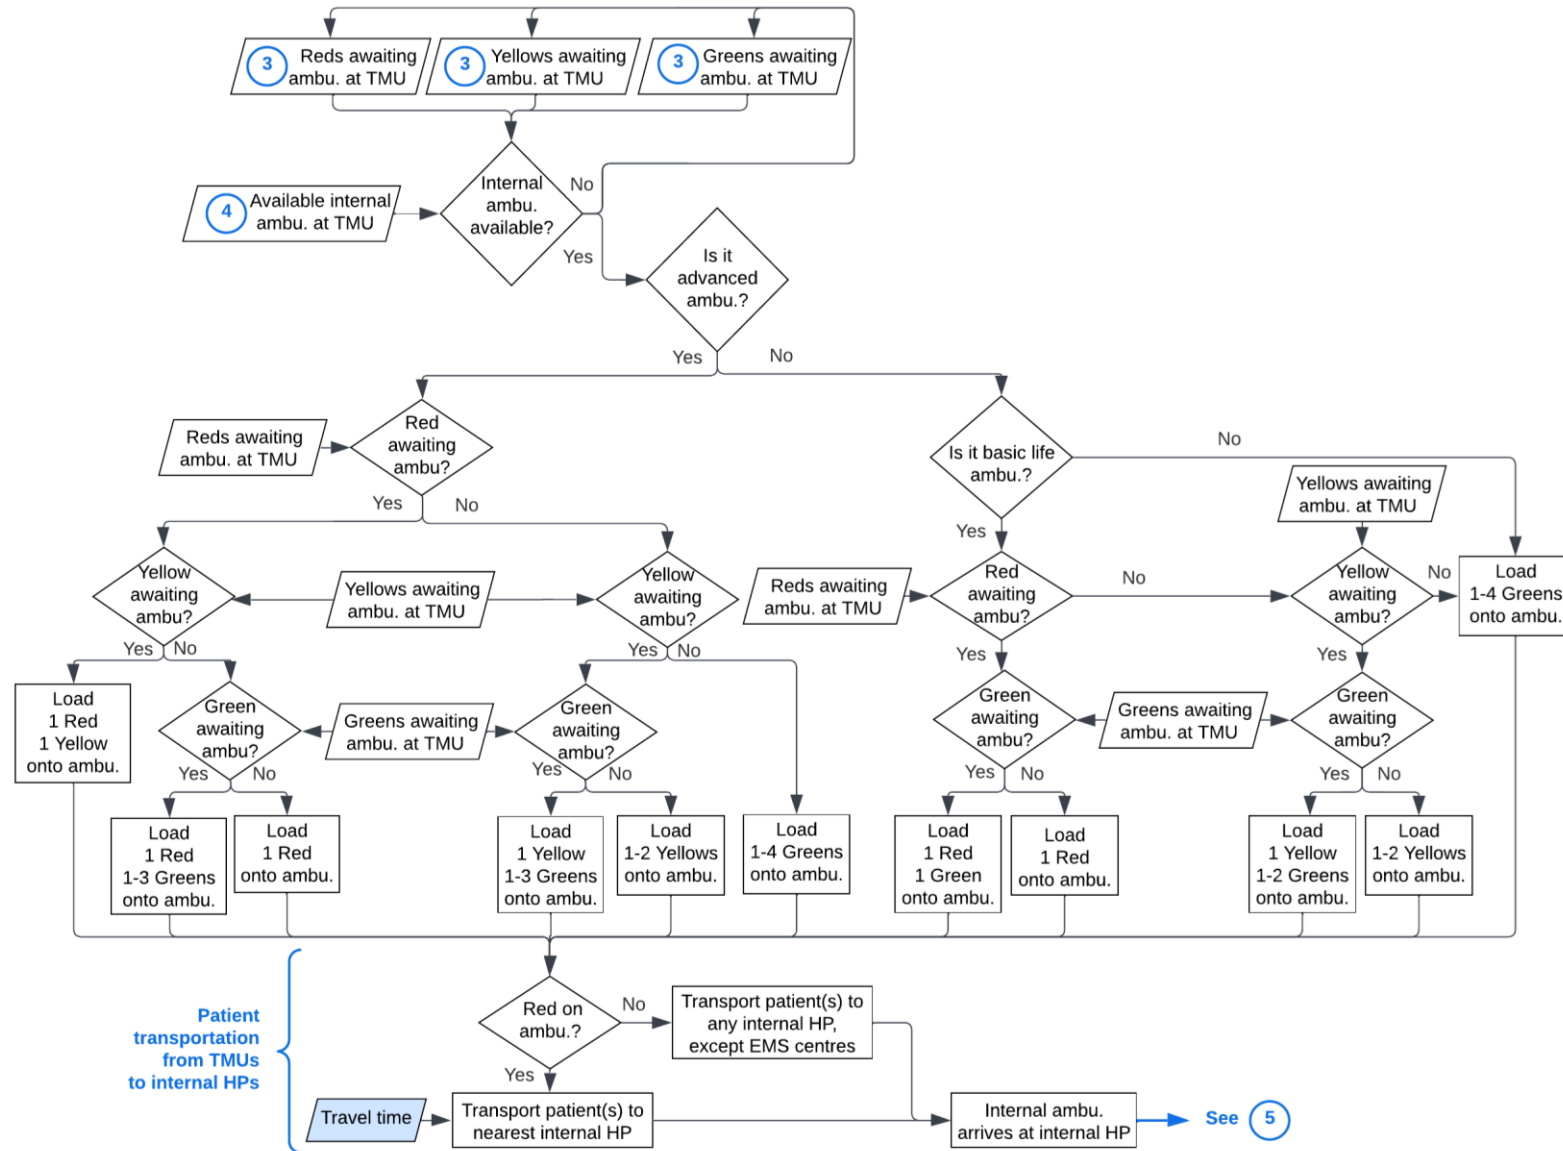 3
Reds awaiting
ambu. at TMU
3
Yellows awaiting
ambu. at TMU
3
Greens awaiting
ambu. at TMU
4
Available internal
ambu. at TMU
Internal
ambu.
available?
No
Yes
Is it
advanced
ambu.?
Yes
No
Reds awaiting
ambu. at TMU
Red
awaiting
ambu?
Yes
No
Is it basic life
ambu.?
No
Yes
Yellows awaiting
ambu. at TMU
Yellow
awaiting
ambu?
Yes
No
Yellows awaiting
ambu. at TMU
Yellow
awaiting
ambu?
Yes
No
Reds awaiting
ambu. at TMU
Red
awaiting
ambu?
No
Yes
Yellow
awaiting
ambu?
No
Yes
Load
1-4 Greens
onto ambu.
Load
1 Red
1 Yellow
onto ambu.
Green
awaiting
ambu?
Yes
No
Greens awaiting
ambu. at TMU
Green
awaiting
ambu?
Yes
No
Green
awaiting
ambu?
Yes
No
Greens awaiting
ambu. at TMU
Green
awaiting
ambu?
Yes
No
Load
1 Red
1-3 Greens
onto ambu.
Load
1 Red
onto ambu.
Load
1 Yellow
1-3 Greens
onto ambu.
Load
1-2 Yellows
onto ambu.
Load
1-4 Greens
onto ambu.
Load
1 Red
1 Green
onto ambu.
Load
1 Red
onto ambu.
Load
1 Yellow
1-2 Greens
onto ambu.
Load
1-2 Yellows
onto ambu.
Patient
transportation
from TMUs
to internal HPs
Red on
ambu.?
No
Yes
Transport patient(s) to
any internal HP,
except EMS centres
Travel time
Transport patient(s) to
nearest internal HP
Internal ambu.
arrives at internal HP
See
5